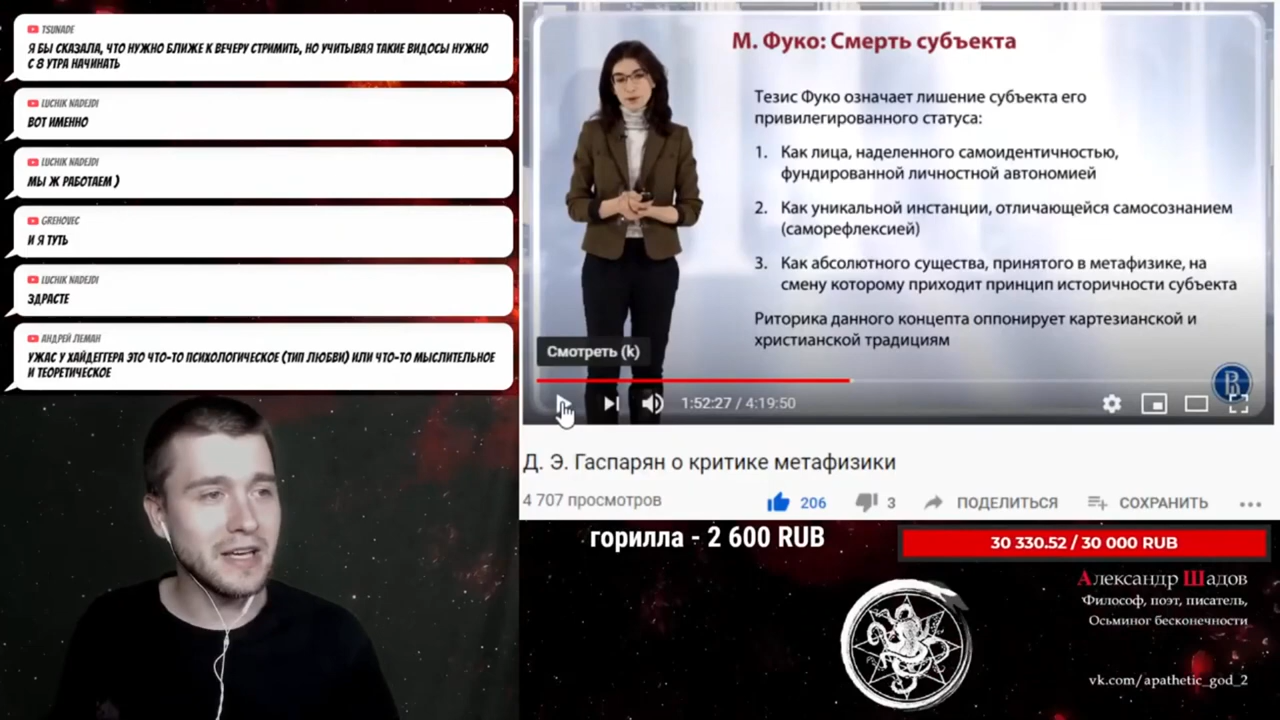 TSUNADE
Я БЫ СКАЗАЛА, ЧТО НУЖНО БЛИЖЕ К ВЕЧЕРУ СТРИМИТЬ, НО УЧИТЫВАЯ ТАКИЕ ВИДОСЫ НУЖНО
С 8 УТРА НАЧИНАТЬ
LUCHIK NADEJDI
ВОТ ИМЕННО
LUCHIK NADEJDI
МЫ Ж РАБОТАЕМ )
GREHOVEC
И Я ТУТЬ
LUCHIK NADEJDI
ЗДРАСТЕ
АНДРЕЙ ЛЕМАН
УЖАС У ХАЙДЕГГЕРА ЭТО ЧТО-ТО ПСИХОЛОГИЧЕСКОЕ (ТИП ЛЮБВИ) ИЛИ ЧТО-ТО МЫСЛИТЕЛЬНОЕ
И ТЕОРЕТИЧЕСКОЕ
М. Фуко: Смерть субъекта
Тезис Фуко означает лишение субъекта его
привилегированного статуса:
1. Как лица, наделенного самоидентичностью,
фундированной личностной автономией
2. Как уникальной инстанции, отличающейся самосознанием
(саморефлексией)
3. Как абсолютного существа, принятого в метафизике, на
смену которому приходит принцип историчности субъекта
Риторика данного концепта оппонирует картезианской и
христианской традициям
Смотреть (k)
1:52:27 / 4:19:50
Д. Э. Гаспарян о критике метафизики
4 707 просмотров
206
3
ПОДЕЛИТЬСЯ
СОХРАНИТЬ
горилла - 2 600 RUB
30 330.52 / 30 000 RUB
Александр Шадов
Философ, поэт, писатель,
Осьминог бесконечности
vk.com/apathetic_god_2